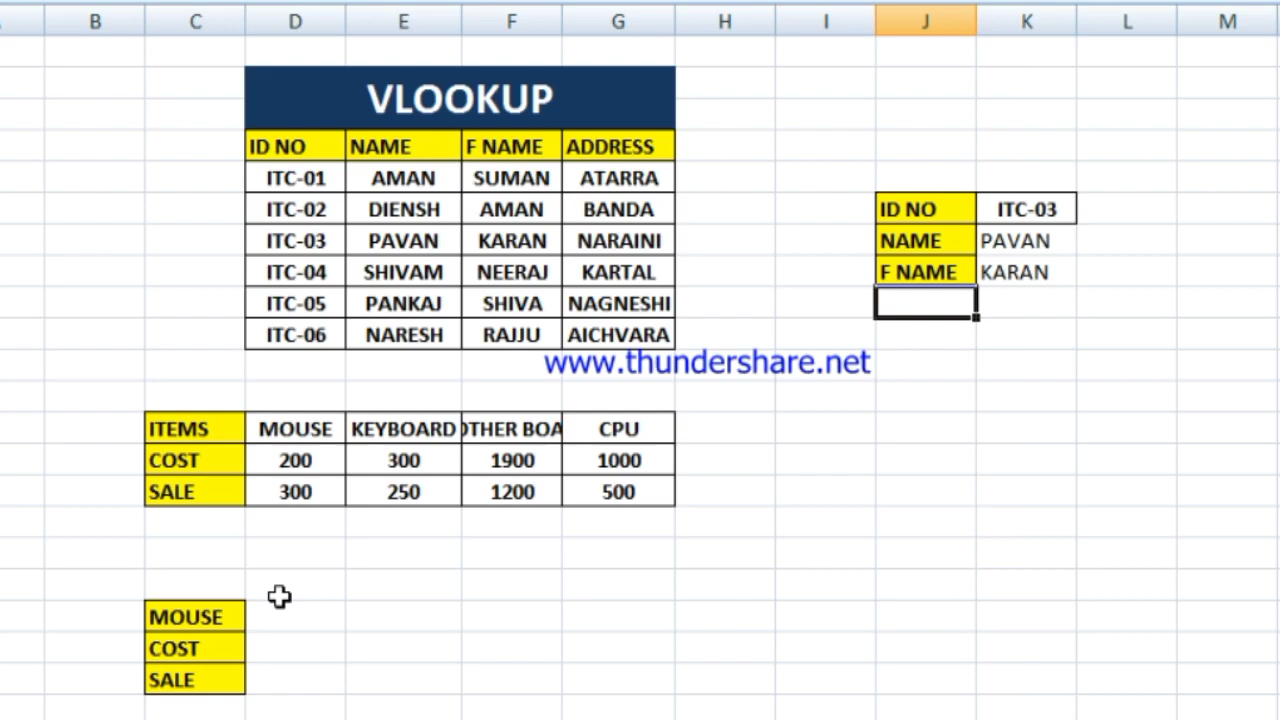 B C D E F G H I J K L M
VLOOKUP
ID NO NAME F NAME ADDRESS
ITC-01 AMAN SUMAN ATARRA
ITC-02 DIENSH AMAN BANDA
ID NO ITC-03
ITC-03 PAVAN KARAN NARAINI
NAME PAVAN
ITC-04 SHIVAM NEERAJ KARTAL
F NAME KARAN
ITC-05 PANKAJ SHIVA NAGNESHI
ITC-06 NARESH RAJJU AICHVARA
www.thundershare.net
ITEMS MOUSE KEYBOARD OTHER BOA CPU
COST 200 300 1900 1000
SALE 300 250 1200 500
MOUSE
COST
SALE